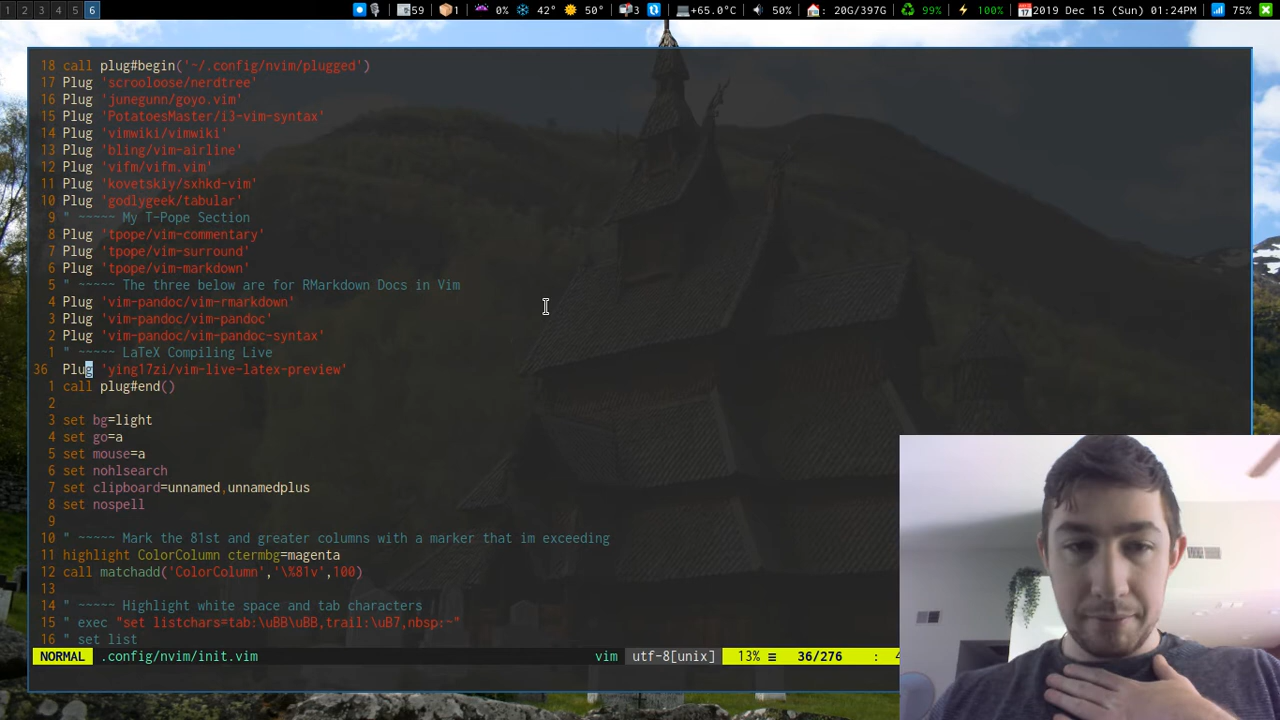 1 2 3 4 5 6 59 1 0% 42° 50° 3 +65.0°C 50% : 20G/397G 99% 100% 2019 Dec 15 (Sun) 01:24PM 75%
18 call plug#begin('~/.config/nvim/plugged')
17 Plug 'scrooloose/nerdtree'
16 Plug 'junegunn/goyo.vim'
15 Plug 'PotatoesMaster/i3-vim-syntax'
14 Plug 'vimwiki/vimwiki'
13 Plug 'bling/vim-airline'
12 Plug 'vifm/vifm.vim'
11 Plug 'kovetskiy/sxhkd-vim'
10 Plug 'godlygeek/tabular'
9 " ~~~~~ My T-Pope Section
8 Plug 'tpope/vim-commentary'
7 Plug 'tpope/vim-surround'
6 Plug 'tpope/vim-markdown'
5 " ~~~~~ The three below are for RMarkdown Docs in Vim
4 Plug 'vim-pandoc/vim-rmarkdown'
3 Plug 'vim-pandoc/vim-pandoc'
2 Plug 'vim-pandoc/vim-pandoc-syntax'
1 " ~~~~~ LaTeX Compiling Live
36 Plug 'ying17zi/vim-live-latex-preview'
1 call plug#end()
2
3 set bg=light
4 set go=a
5 set mouse=a
6 set nohlsearch
7 set clipboard=unnamed,unnamedplus
8 set nospell
9
10 " ~~~~~ Mark the 81st and greater columns with a marker that im exceeding
11 highlight ColorColumn ctermbg=magenta
12 call matchadd('ColorColumn','\%81v',100)
13
14 " ~~~~~ Highlight white space and tab characters
15 " exec "set listchars=tab:\uBB\uBB,trail:\uB7,nbsp:~"
16 " set list
NORMAL .config/nvim/init.vim vim utf-8[unix] 13% ≡ 36/276 :